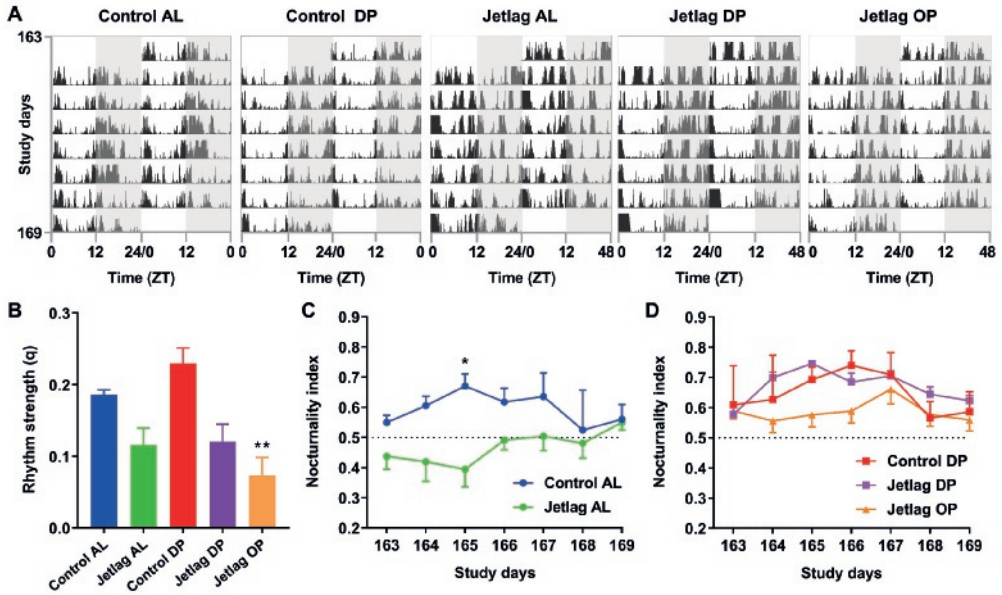 A
Control AL Control DP Jetlag AL Jetlag DP Jetlag OP
163
Study days
169
0 12 24/0 12 0 0 12 24/0 12 0 0 12 24/0 12 48 0 12 24/0 12 48 0 12 24/0 12 48
Time (ZT) Time (ZT) Time (ZT) Time (ZT) Time (ZT)
B
Rhythm strength (q)
0.3
0.2
0.1
0.0
**
Control AL Jetlag AL Control DP Jetlag DP Jetlag OP
C
Nocturnality index
0.9
0.8
0.7
0.6
0.5
0.4
0.3
0.2
*
Control AL
Jetlag AL
163 164 165 166 167 168 169
Study days
D
Nocturnality index
0.9
0.8
0.7
0.6
0.5
0.4
0.3
0.2
Control DP
Jetlag DP
Jetlag OP
163 164 165 166 167 168 169
Study days